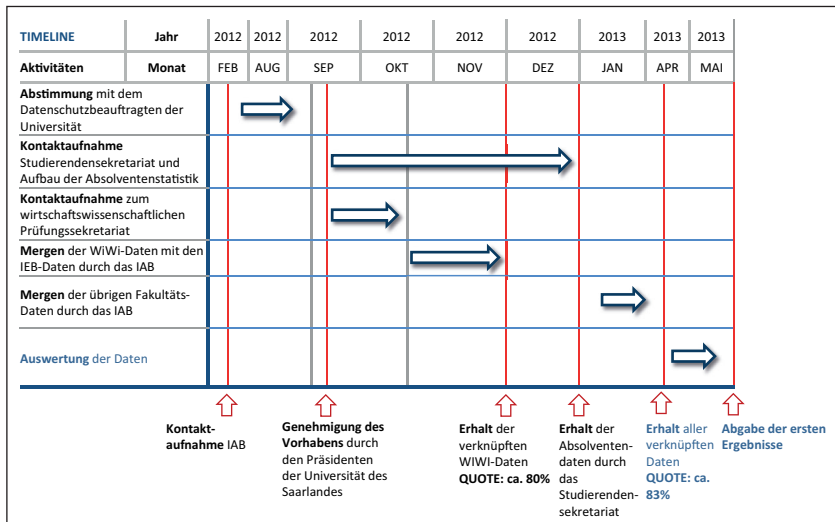 TIMELINE Jahr 2012 2012 2012 2012 2012 2012 2013 2013 2013
Aktivitäten Monat FEB AUG SEP OKT NOV DEZ JAN APR MAI
Abstimmung mit dem
Datenschutzbeauftragten der
Universität
Kontaktaufnahme
Studierendensekretariat und
Aufbau der Absolventenstatistik
Kontaktaufnahme zum
wirtschaftswissenschaftlichen
Prüfungssekretariat
Mergen der WiWi-Daten mit den
IEB-Daten durch das IAB
Mergen der übrigen Fakultäts-
Daten durch das IAB
Auswertung der Daten
Kontakt-
aufnahme IAB
Genehmigung des
Vorhabens durch
den Präsidenten
der Universität des
Saarlandes
Erhalt der
verknüpften
WIWI-Daten
QUOTE: ca. 80%
Erhalt der
Absolventen-
daten durch
das
Studierenden-
sekretariat
Erhalt aller
verknüpften
Daten
QUOTE: ca.
83%
Abgabe der ersten
Ergebnisse